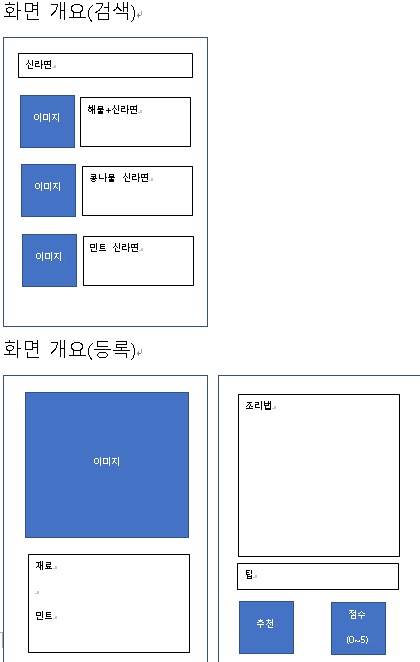 화면 개요(검색)
신라면
이미지
해물+신라면
이미지
콩나물 신라면
이미지
민트 신라면
화면 개요(등록)
이미지
재료
민트
조리법
팁
추천
점수
(0~5)